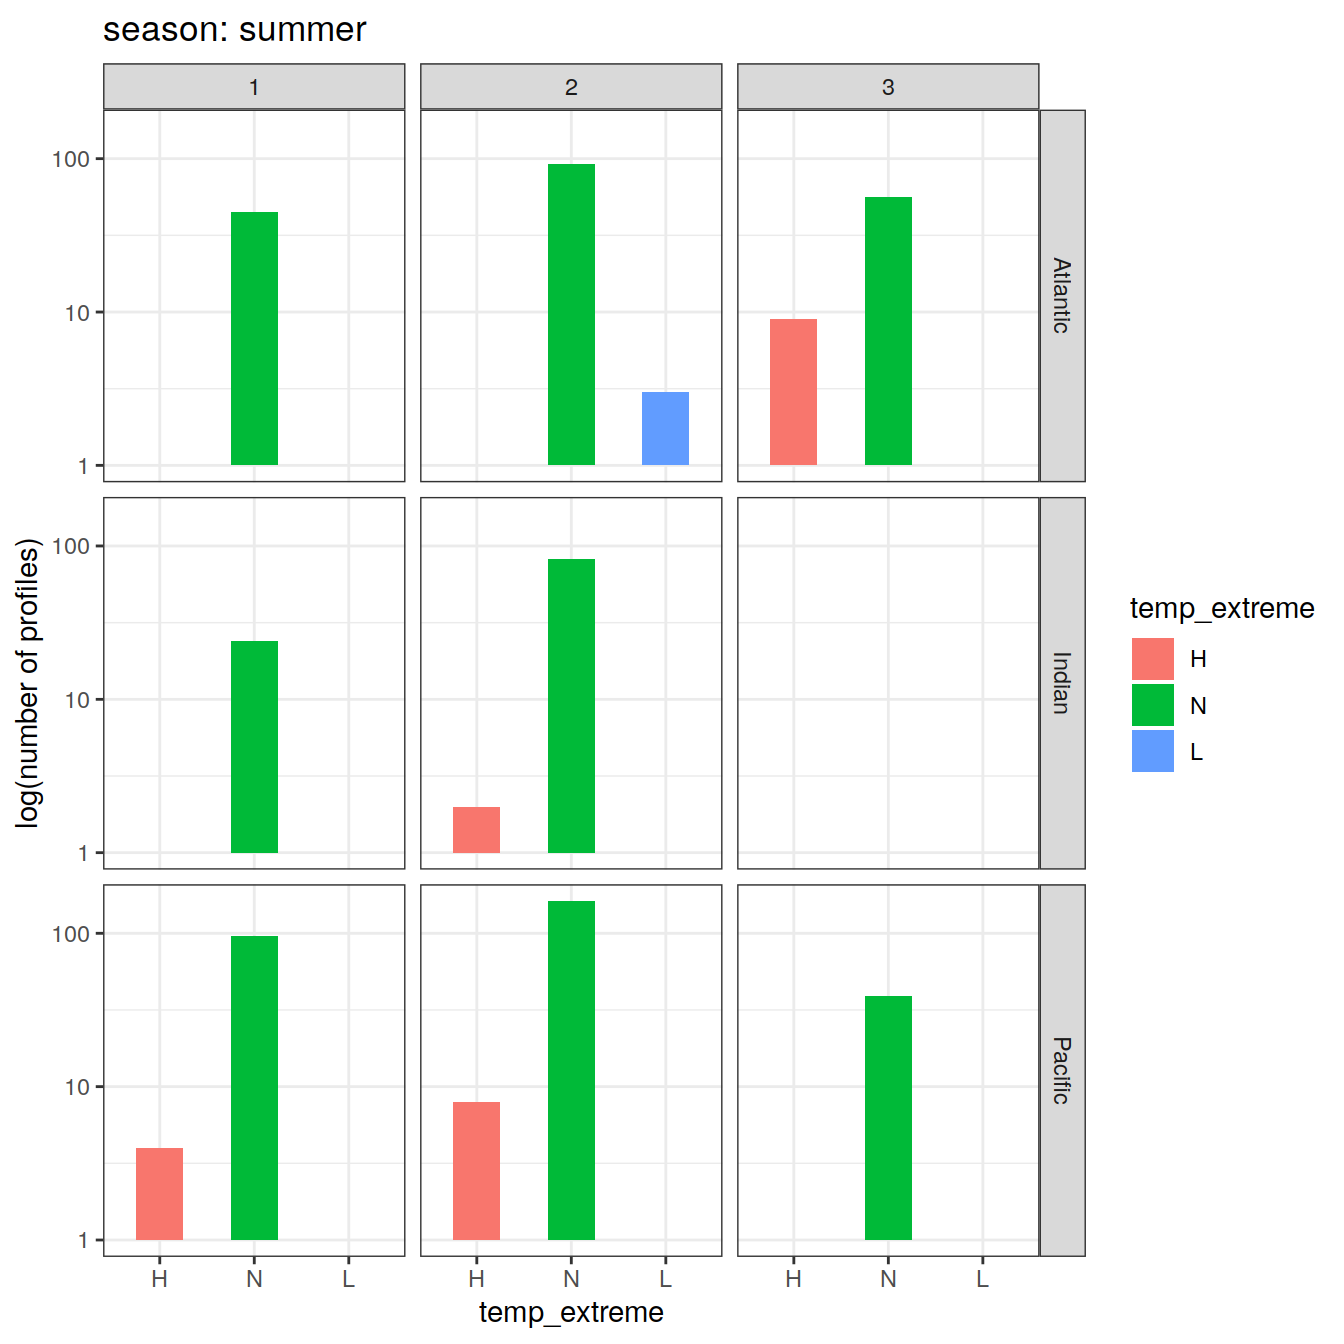 season: summer
1 2 3
100
10
1
Atlantic
100
10
1
Indian
100
10
1
Pacific
log(number of profiles)
H N L H N L H N L
temp_extreme
temp_extreme
H
N
L